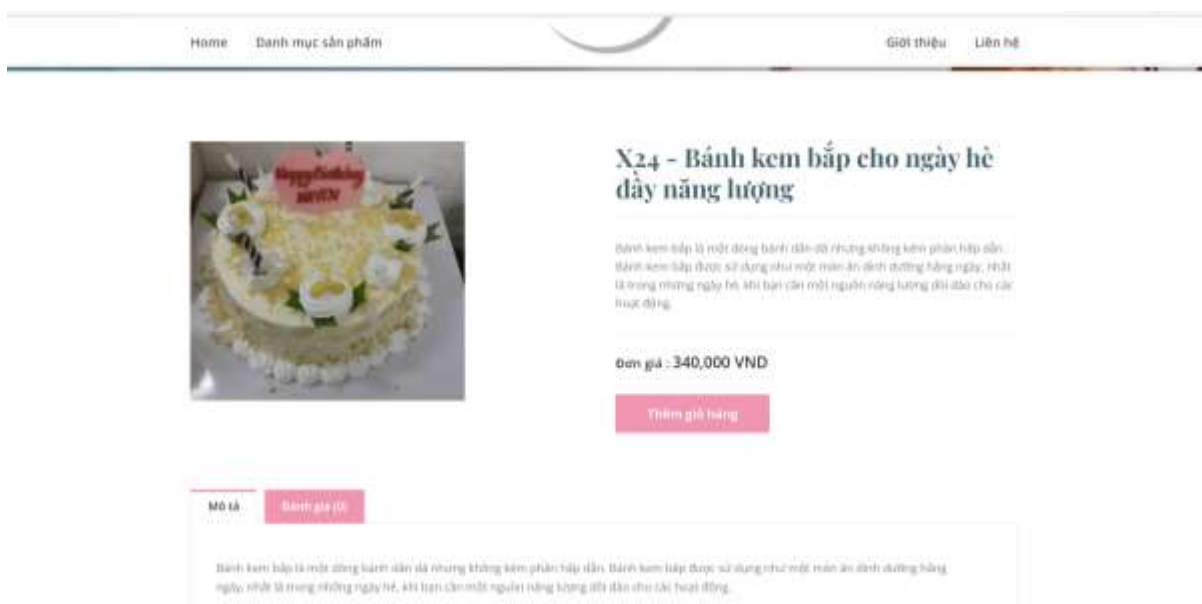 Home Danh mục sản phẩm Giới thiệu Liên hệ
Happy Birthday
X24 - Bánh kem bắp cho ngày hè
đầy năng lượng
Bánh kem bắp là một dòng bánh dân dã nhưng không kém phần hấp dẫn.
Bánh kem bắp được sử dụng như một món ăn dinh dưỡng hằng ngày, nhất
là trong những ngày hè, khi bạn cần một nguồn năng lượng dồi dào cho các
hoạt động.
Đơn giá : 340,000 VND
Thêm giỏ hàng
Mô tả Đánh giá (0)
Bánh kem bắp là một dòng bánh dân dã nhưng không kém phần hấp dẫn. Bánh kem bắp được sử dụng như một món ăn dinh dưỡng hằng
ngày, nhất là trong những ngày hè, khi bạn cần một nguồn năng lượng dồi dào cho các hoạt động.